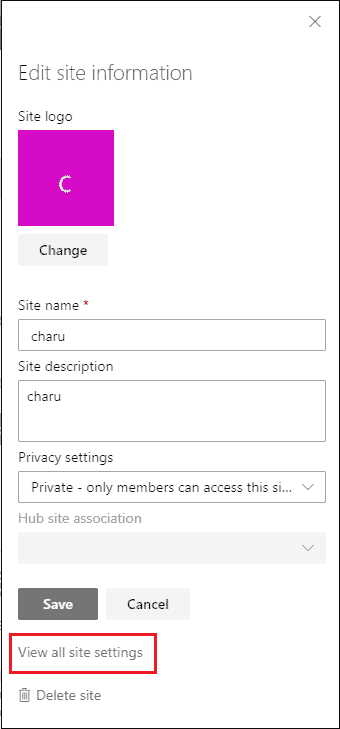 Edit site information
Site logo
C
Change
Site name *
charu
Site description
charu
Privacy settings
Private - only members can access this si...
Hub site association
Save Cancel
View all site settings
Delete site